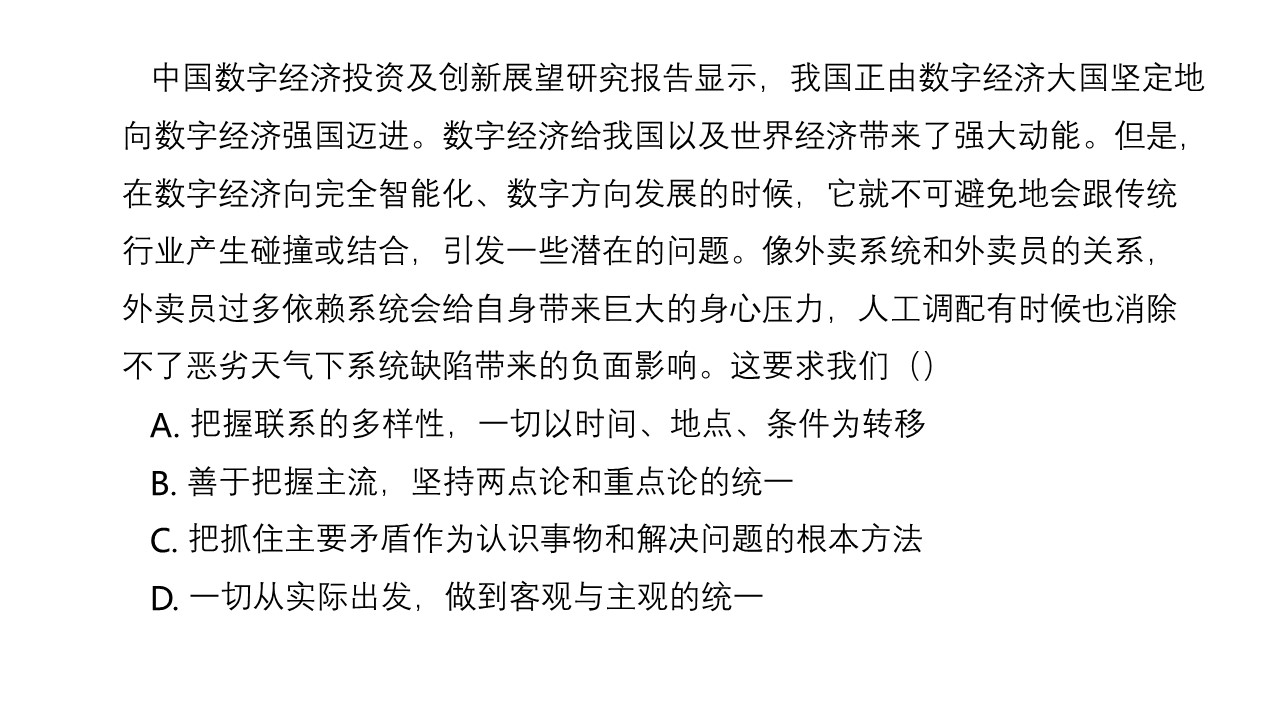 中国数字经济投资及创新展望研究报告显示，我国正由数字经济大国坚定地
向数字经济强国迈进。数字经济给我国以及世界经济带来了强大动能。但是，
在数字经济向完全智能化、数字方向发展的时候，它就不可避免地会跟传统
行业产生碰撞或结合，引发一些潜在的问题。像外卖系统和外卖员的关系，
外卖员过多依赖系统会给自身带来巨大的身心压力，人工调配有时候也消除
不了恶劣天气下系统缺陷带来的负面影响。这要求我们（）
A. 把握联系的多样性，一切以时间、地点、条件为转移
B. 善于把握主流，坚持两点论和重点论的统一
C. 把抓住主要矛盾作为认识事物和解决问题的根本方法
D. 一切从实际出发，做到客观与主观的统一